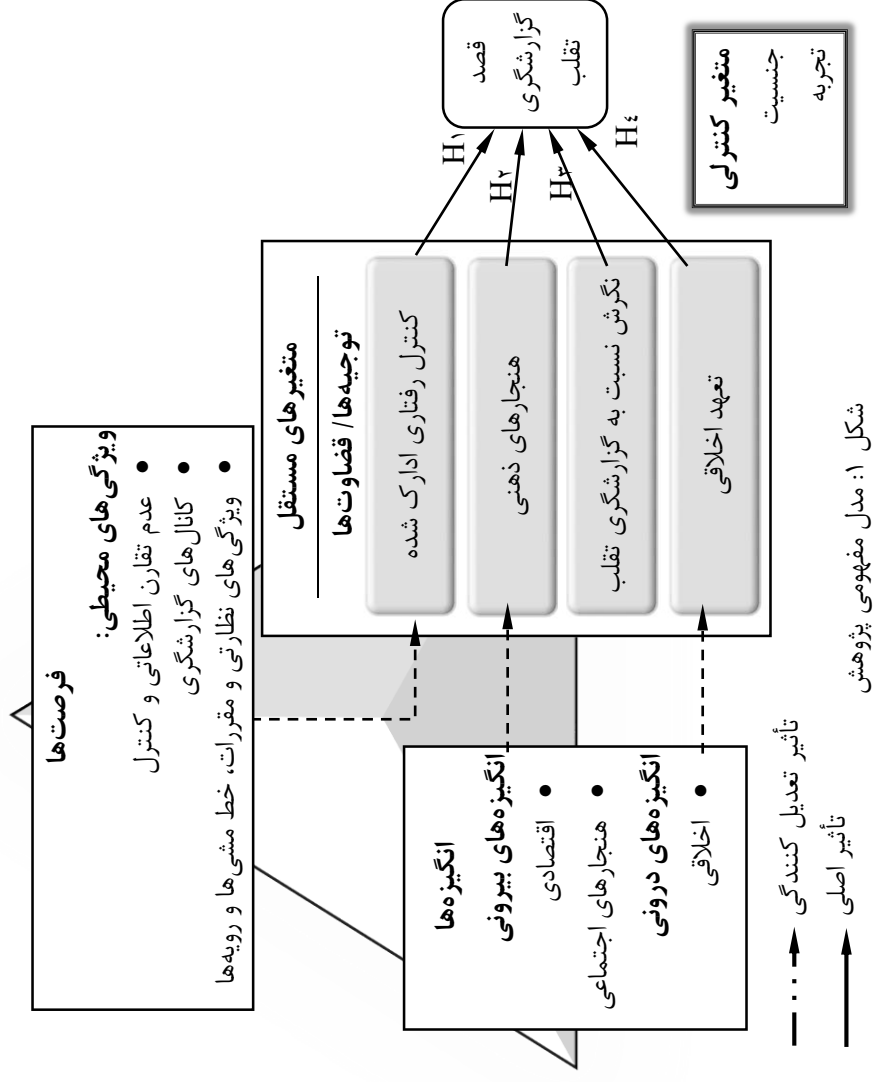 فرصت‌ها
ویژگی‌های محیطی:
● عدم تقارن اطلاعاتی و کنترل
● کانال‌های گزارشگری
● ویژگی‌های نظارتی و مقررات، خط مشی‌ها و رویه‌ها
انگیزه‌ها
انگیزه‌های بیرونی
● اقتصادی
● هنجارهای اجتماعی
انگیزه‌های درونی
● اخلاقی
متغیرهای مستقل
توجیه‌ها/ قضاوت‌ها
کنترل رفتاری ادارک شده
هنجارهای ذهنی
نگرش نسبت به گزارشگری تقلب
تعهد اخلاقی
H۱
H۲
H۳
H٤
قصد
گزارشگری
تقلب
متغیر کنترلی
جنسیت
تجربه
تأثیر تعدیل کنندگی
تأثیر اصلی
شکل ۱: مدل مفهومی پژوهش